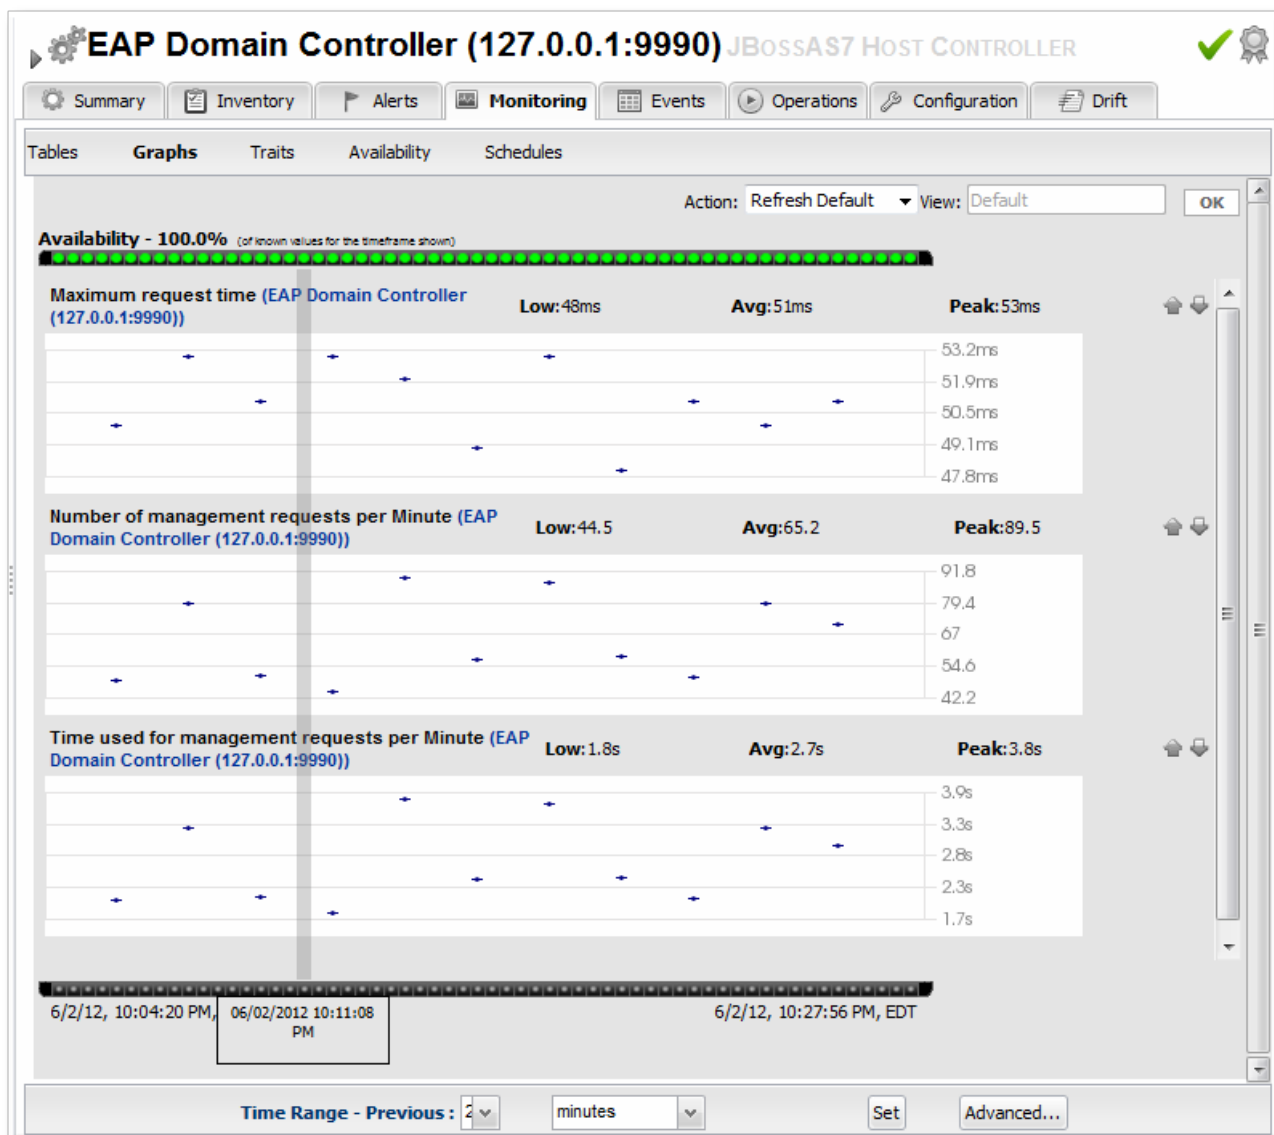 EAP Domain Controller (127.0.0.1:9990) JBossAS7 Host Controller
Summary Inventory Alerts Monitoring Events Operations Configuration Drift
Tables Graphs Traits Availability Schedules
Action: Refresh Default View: Default OK
Availability - 100.0% (of known values for the timeframe shown)
Maximum request time (EAP Domain Controller
(127.0.0.1:9990))
Low:48ms Avg:51ms Peak:53ms
53.2ms
51.9ms
50.5ms
49.1ms
47.8ms
Number of management requests per Minute (EAP
Domain Controller (127.0.0.1:9990))
Low:44.5 Avg:65.2 Peak:89.5
91.8
79.4
67
54.6
42.2
Time used for management requests per Minute (EAP
Domain Controller (127.0.0.1:9990))
Low:1.8s Avg:2.7s Peak:3.8s
3.9s
3.3s
2.8s
2.3s
1.7s
6/2/12, 10:04:20 PM, 6/2/12, 10:27:56 PM, EDT
06/02/2012 10:11:08
PM
Time Range - Previous : 2 minutes Set Advanced...